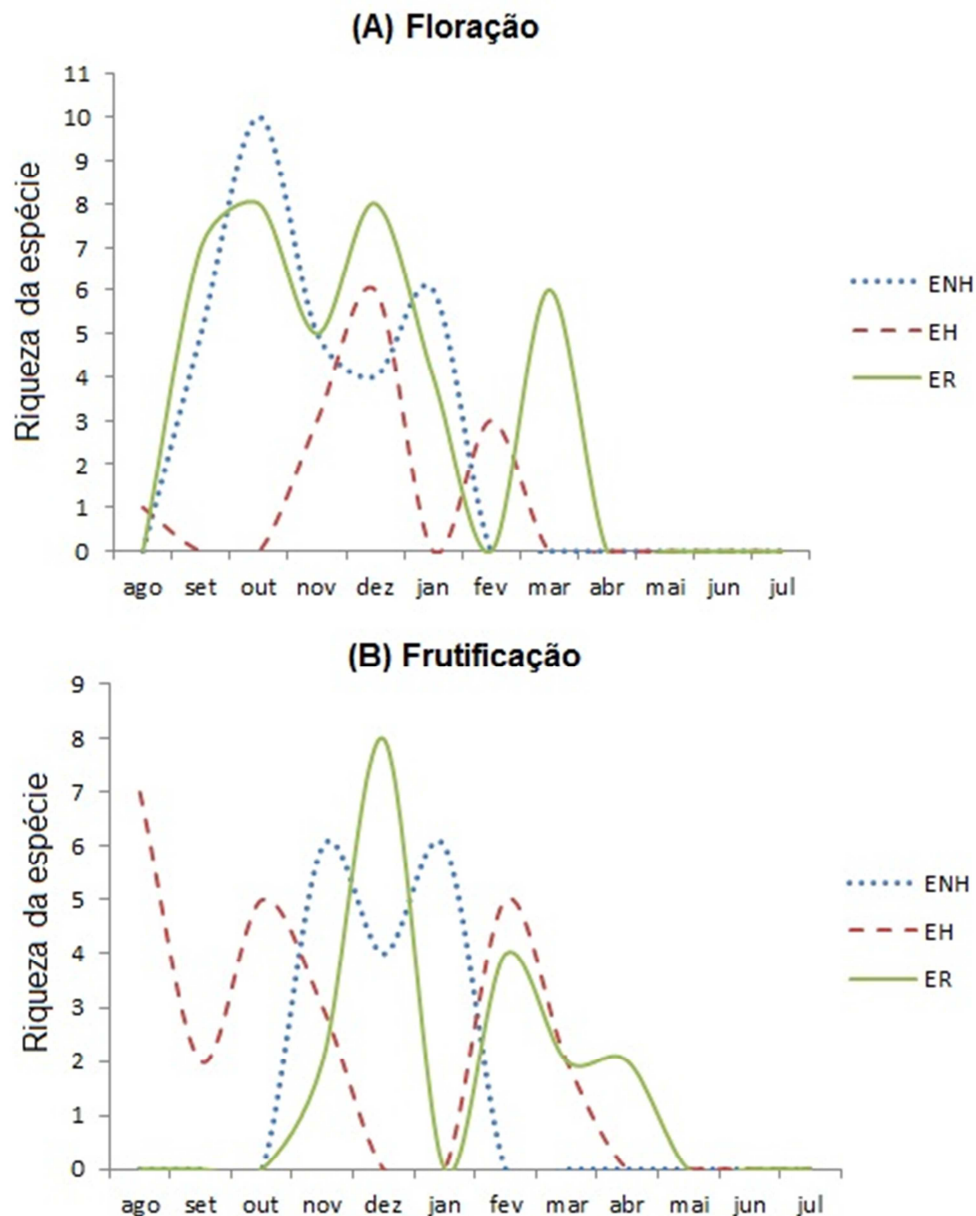 (A) Floração
Riqueza da espécie
11
10
9
8
7
6
5
4
3
2
1
0
ago set out nov dez jan fev mar abr mai jun jul
ENH
EH
ER
(B) Frutificação
Riqueza da espécie
9
8
7
6
5
4
3
2
1
0
ago set out nov dez jan fev mar abr mai jun jul
ENH
EH
ER